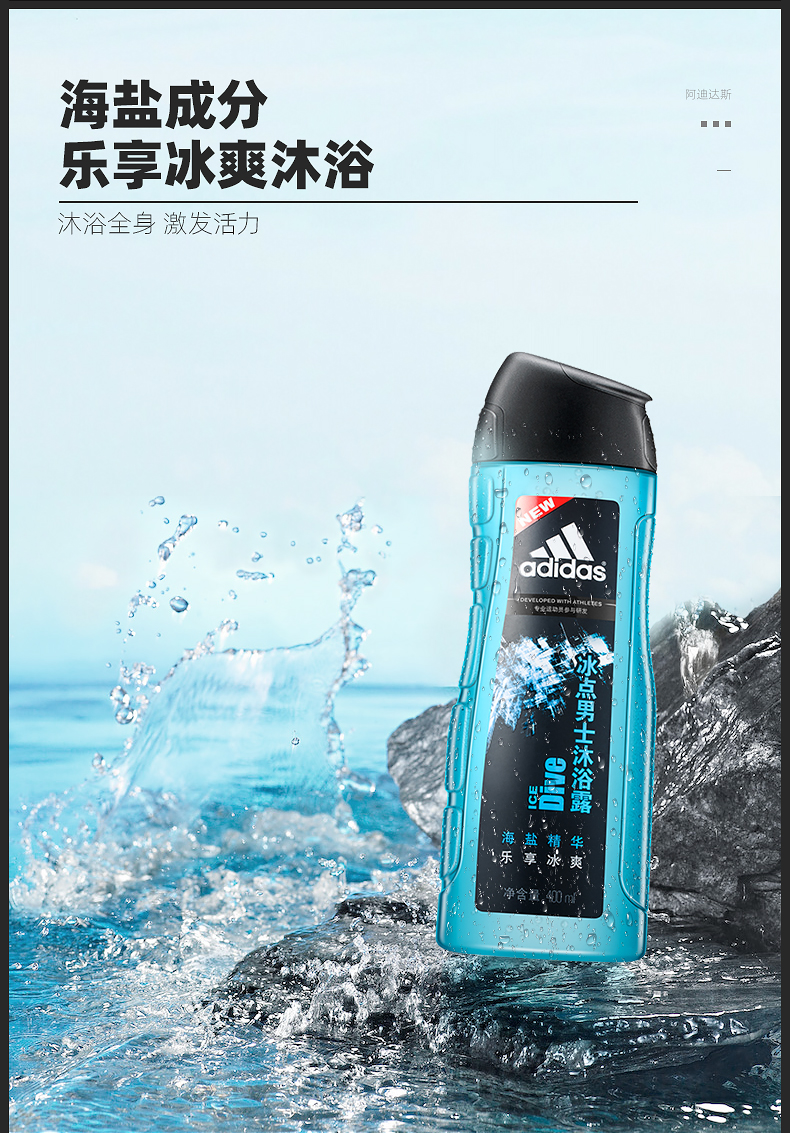 海盐成分
乐享冰爽沐浴
沐浴全身 激发活力
阿迪达斯
NEW
adidas
DEVELOPED WITH ATHLETES
专业运动员参与研发
冰点男士沐浴露
ICE
Dive
海盐精华
乐享冰爽
净含量 400ml